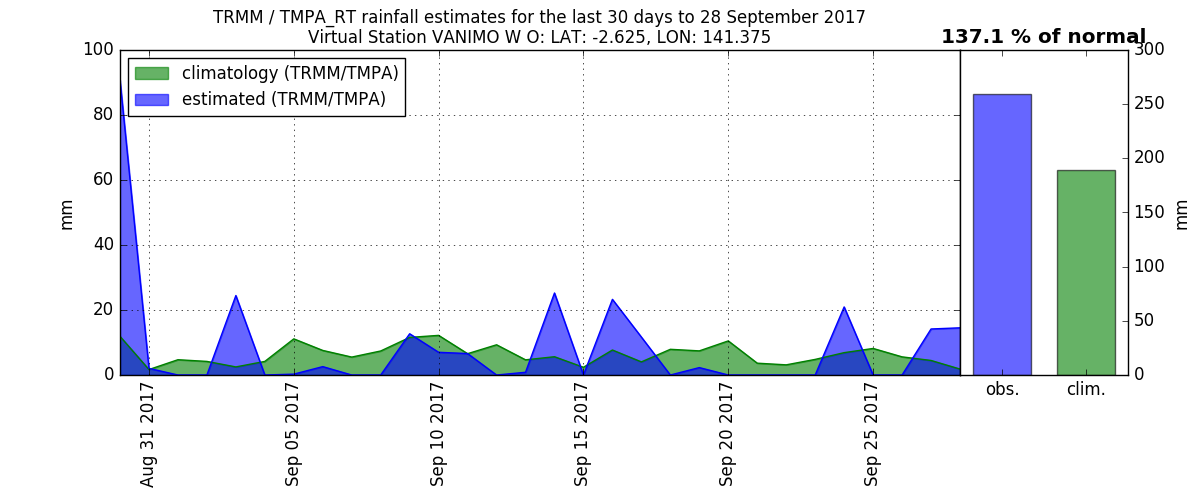 TRMM / TMPA_RT rainfall estimates for the last 30 days to 28 September 2017
Virtual Station VANIMO W O: LAT: -2.625, LON: 141.375
137.1 % of normal
climatology (TRMM/TMPA)
estimated (TRMM/TMPA)
100
80
60
40
20
0
mm
Aug 31 2017
Sep 05 2017
Sep 10 2017
Sep 15 2017
Sep 20 2017
Sep 25 2017
300
250
200
150
100
50
0
mm
obs.
clim.